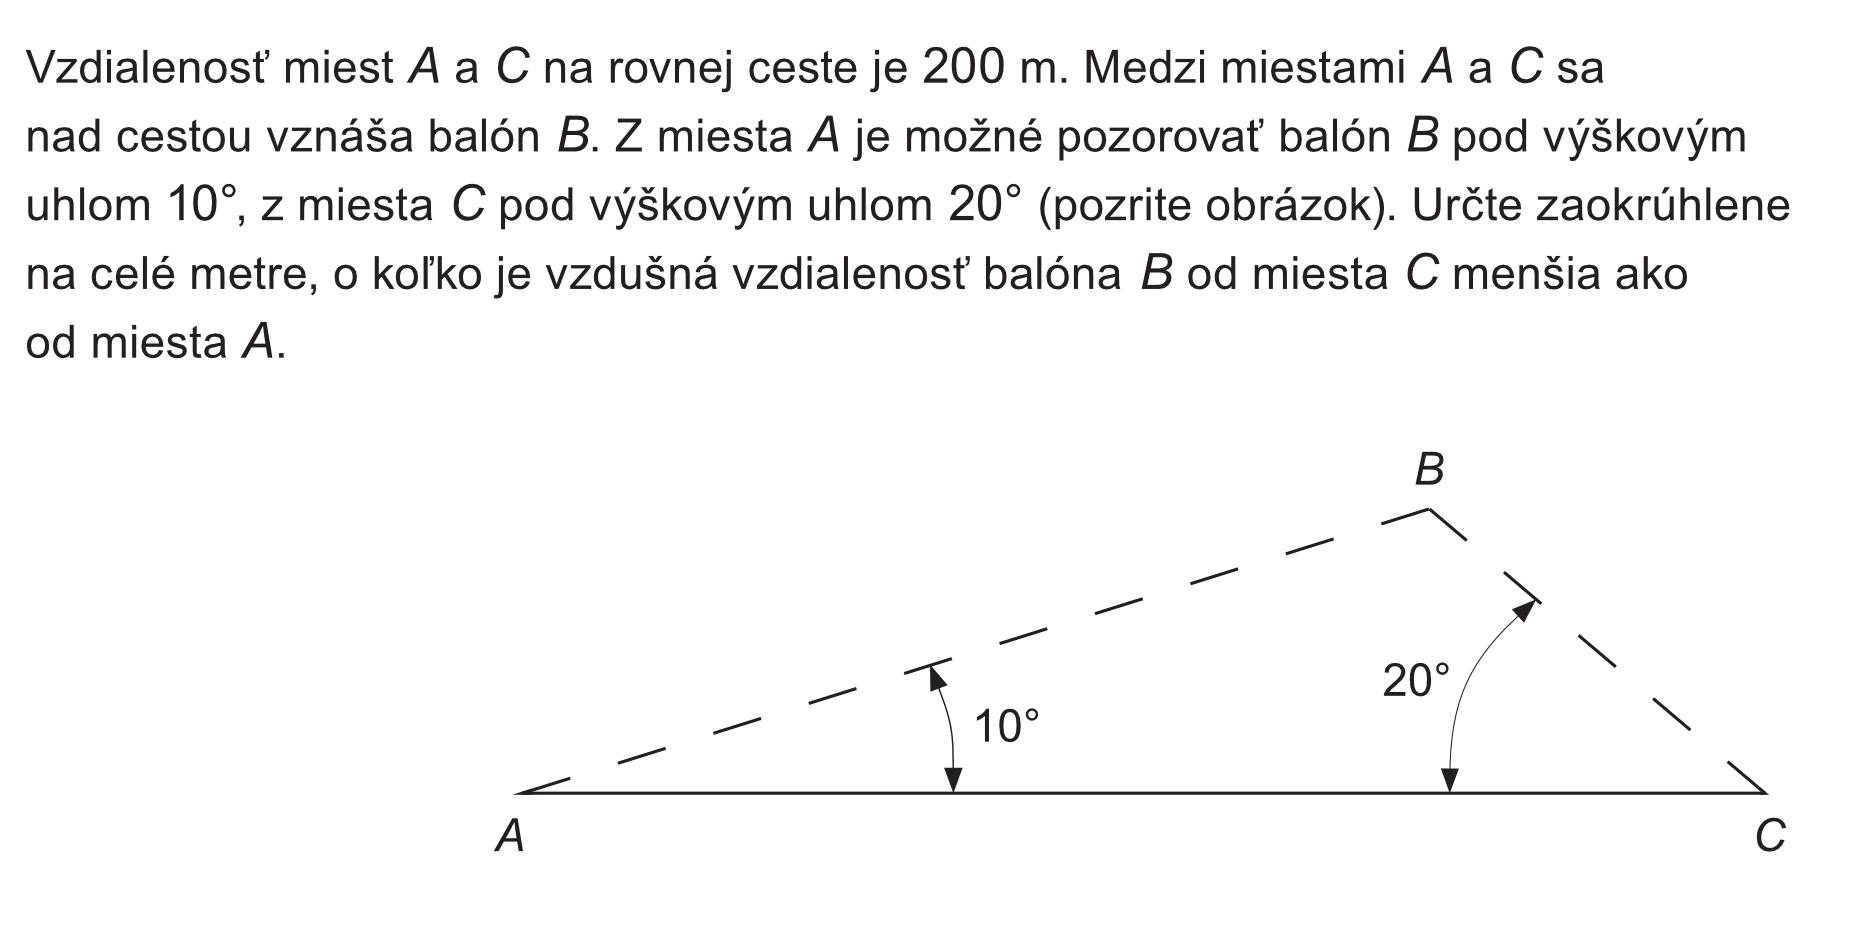 Vzdialenosť miest A a C na rovnej ceste je 200 m. Medzi miestami A a C sa
nad cestou vznáša balón B. Z miesta A je možné pozorovať balón B pod výškovým
uhlom 10°, z miesta C pod výškovým uhlom 20° (pozrite obrázok). Určte zaokrúhlene
na celé metre, o koľko je vzdušná vzdialenosť balóna B od miesta C menšia ako
od miesta A.
B
20°
10°
A
C